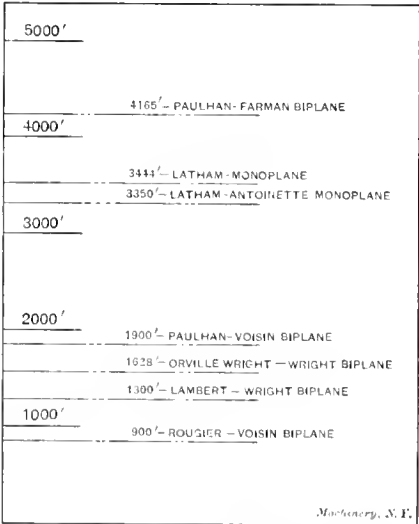 5000′
4165′– PAULHAN-FARMAN BIPLANE
4000′
3444′– LATHAM-MONOPLANE
3350′– LATHAM-ANTOINETTE MONOPLANE
3000′
2000′
1900′– PAULHAN-VOISIN BIPLANE
1628′– ORVILLE WRIGHT – WRIGHT BIPLANE
1300′– LAMBERT – WRIGHT BIPLANE
1000′
900′– ROUGIER – VOISIN BIPLANE
Machinery, N.Y.